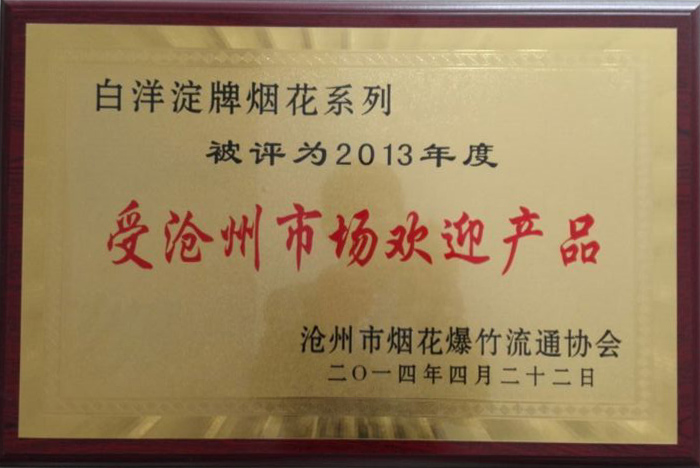 白洋淀牌烟花系列
被评为2013年度
受沧州市场欢迎产品
沧州市烟花爆竹流通协会
二〇一四年四月二十二日